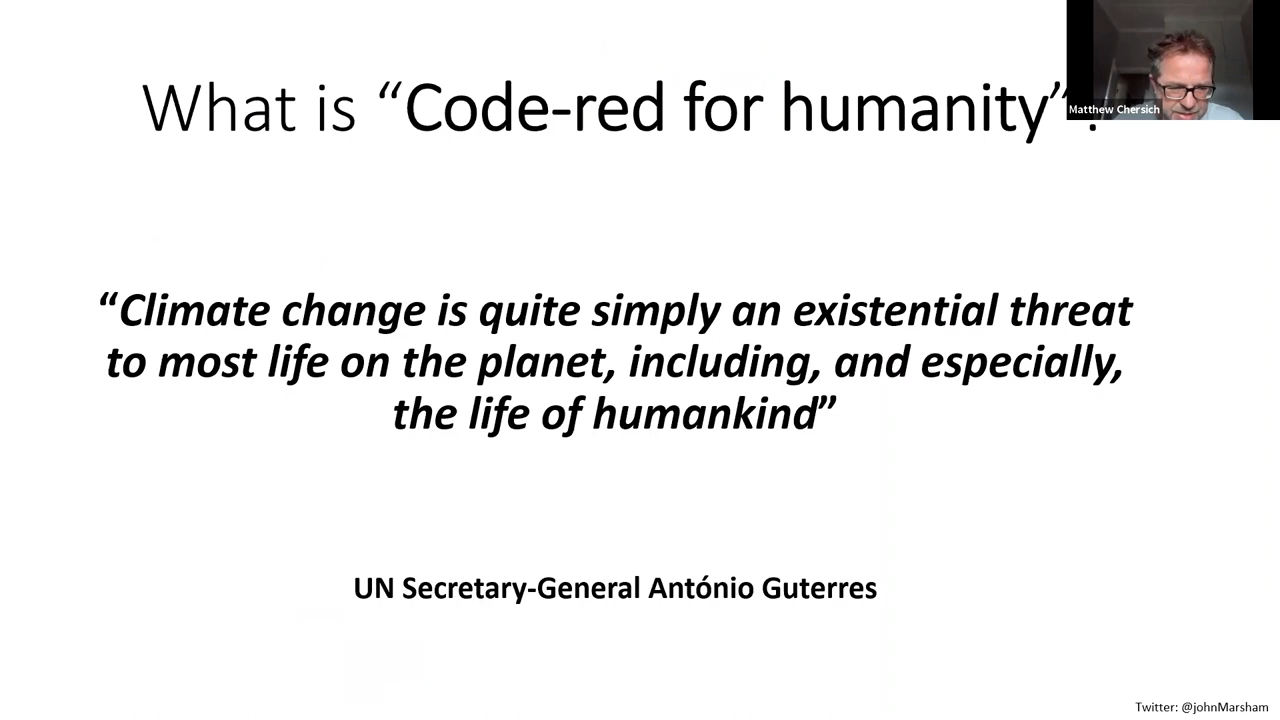 What is “Code-red for humanity”?
Matthew Chersich
“Climate change is quite simply an existential threat
to most life on the planet, including, and especially,
the life of humankind”
UN Secretary-General António Guterres
Twitter: @johnMarsham